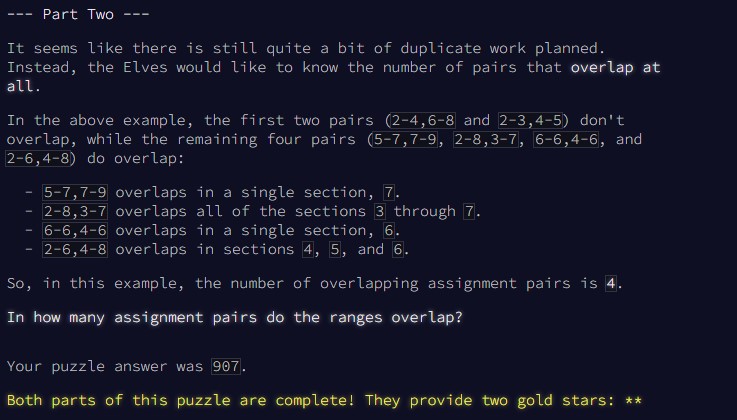 --- Part Two ---
It seems like there is still quite a bit of duplicate work planned.
Instead, the Elves would like to know the number of pairs that overlap at
all.
In the above example, the first two pairs (2-4,6-8 and 2-3,4-5) don't
overlap, while the remaining four pairs (5-7,7-9, 2-8,3-7, 6-6,4-6, and
2-6,4-8) do overlap:
- 5-7,7-9 overlaps in a single section, 7.
- 2-8,3-7 overlaps all of the sections 3 through 7.
- 6-6,4-6 overlaps in a single section, 6.
- 2-6,4-8 overlaps in sections 4, 5, and 6.
So, in this example, the number of overlapping assignment pairs is 4.
In how many assignment pairs do the ranges overlap?
Your puzzle answer was 907.
Both parts of this puzzle are complete! They provide two gold stars: **